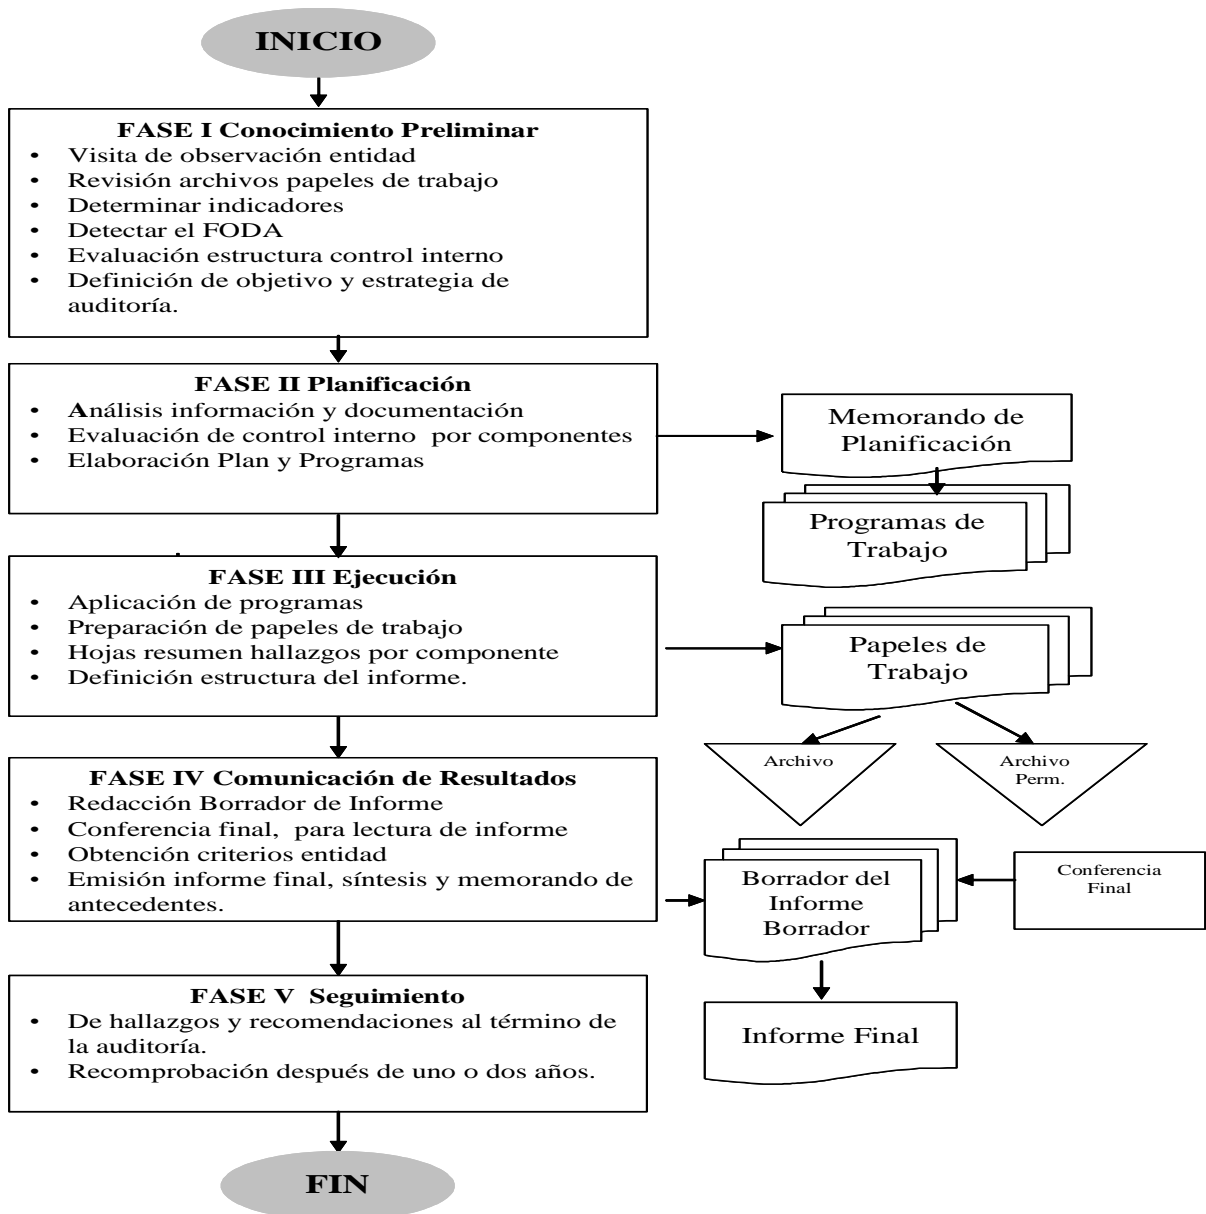 INICIO
FASE I Conocimiento Preliminar
• Visita de observación entidad
• Revisión archivos papeles de trabajo
• Determinar indicadores
• Detectar el FODA
• Evaluación estructura control interno
• Definición de objetivo y estrategia de
auditoría.
FASE II Planificación
• Análisis información y documentación
• Evaluación de control interno por componentes
• Elaboración Plan y Programas
Memorando de
Planificación
Programas de
Trabajo
FASE III Ejecución
• Aplicación de programas
• Preparación de papeles de trabajo
• Hojas resumen hallazgos por componente
• Definición estructura del informe.
Papeles de
Trabajo
Archivo
Archivo
Perm.
FASE IV Comunicación de Resultados
• Redacción Borrador de Informe
• Conferencia final, para lectura de informe
• Obtención criterios entidad
• Emisión informe final, síntesis y memorando de
antecedentes.
Borrador del
Informe
Borrador
Conferencia
Final
Informe Final
FASE V Seguimiento
• De hallazgos y recomendaciones al término de
la auditoría.
• Recomprobación después de uno o dos años.
FIN